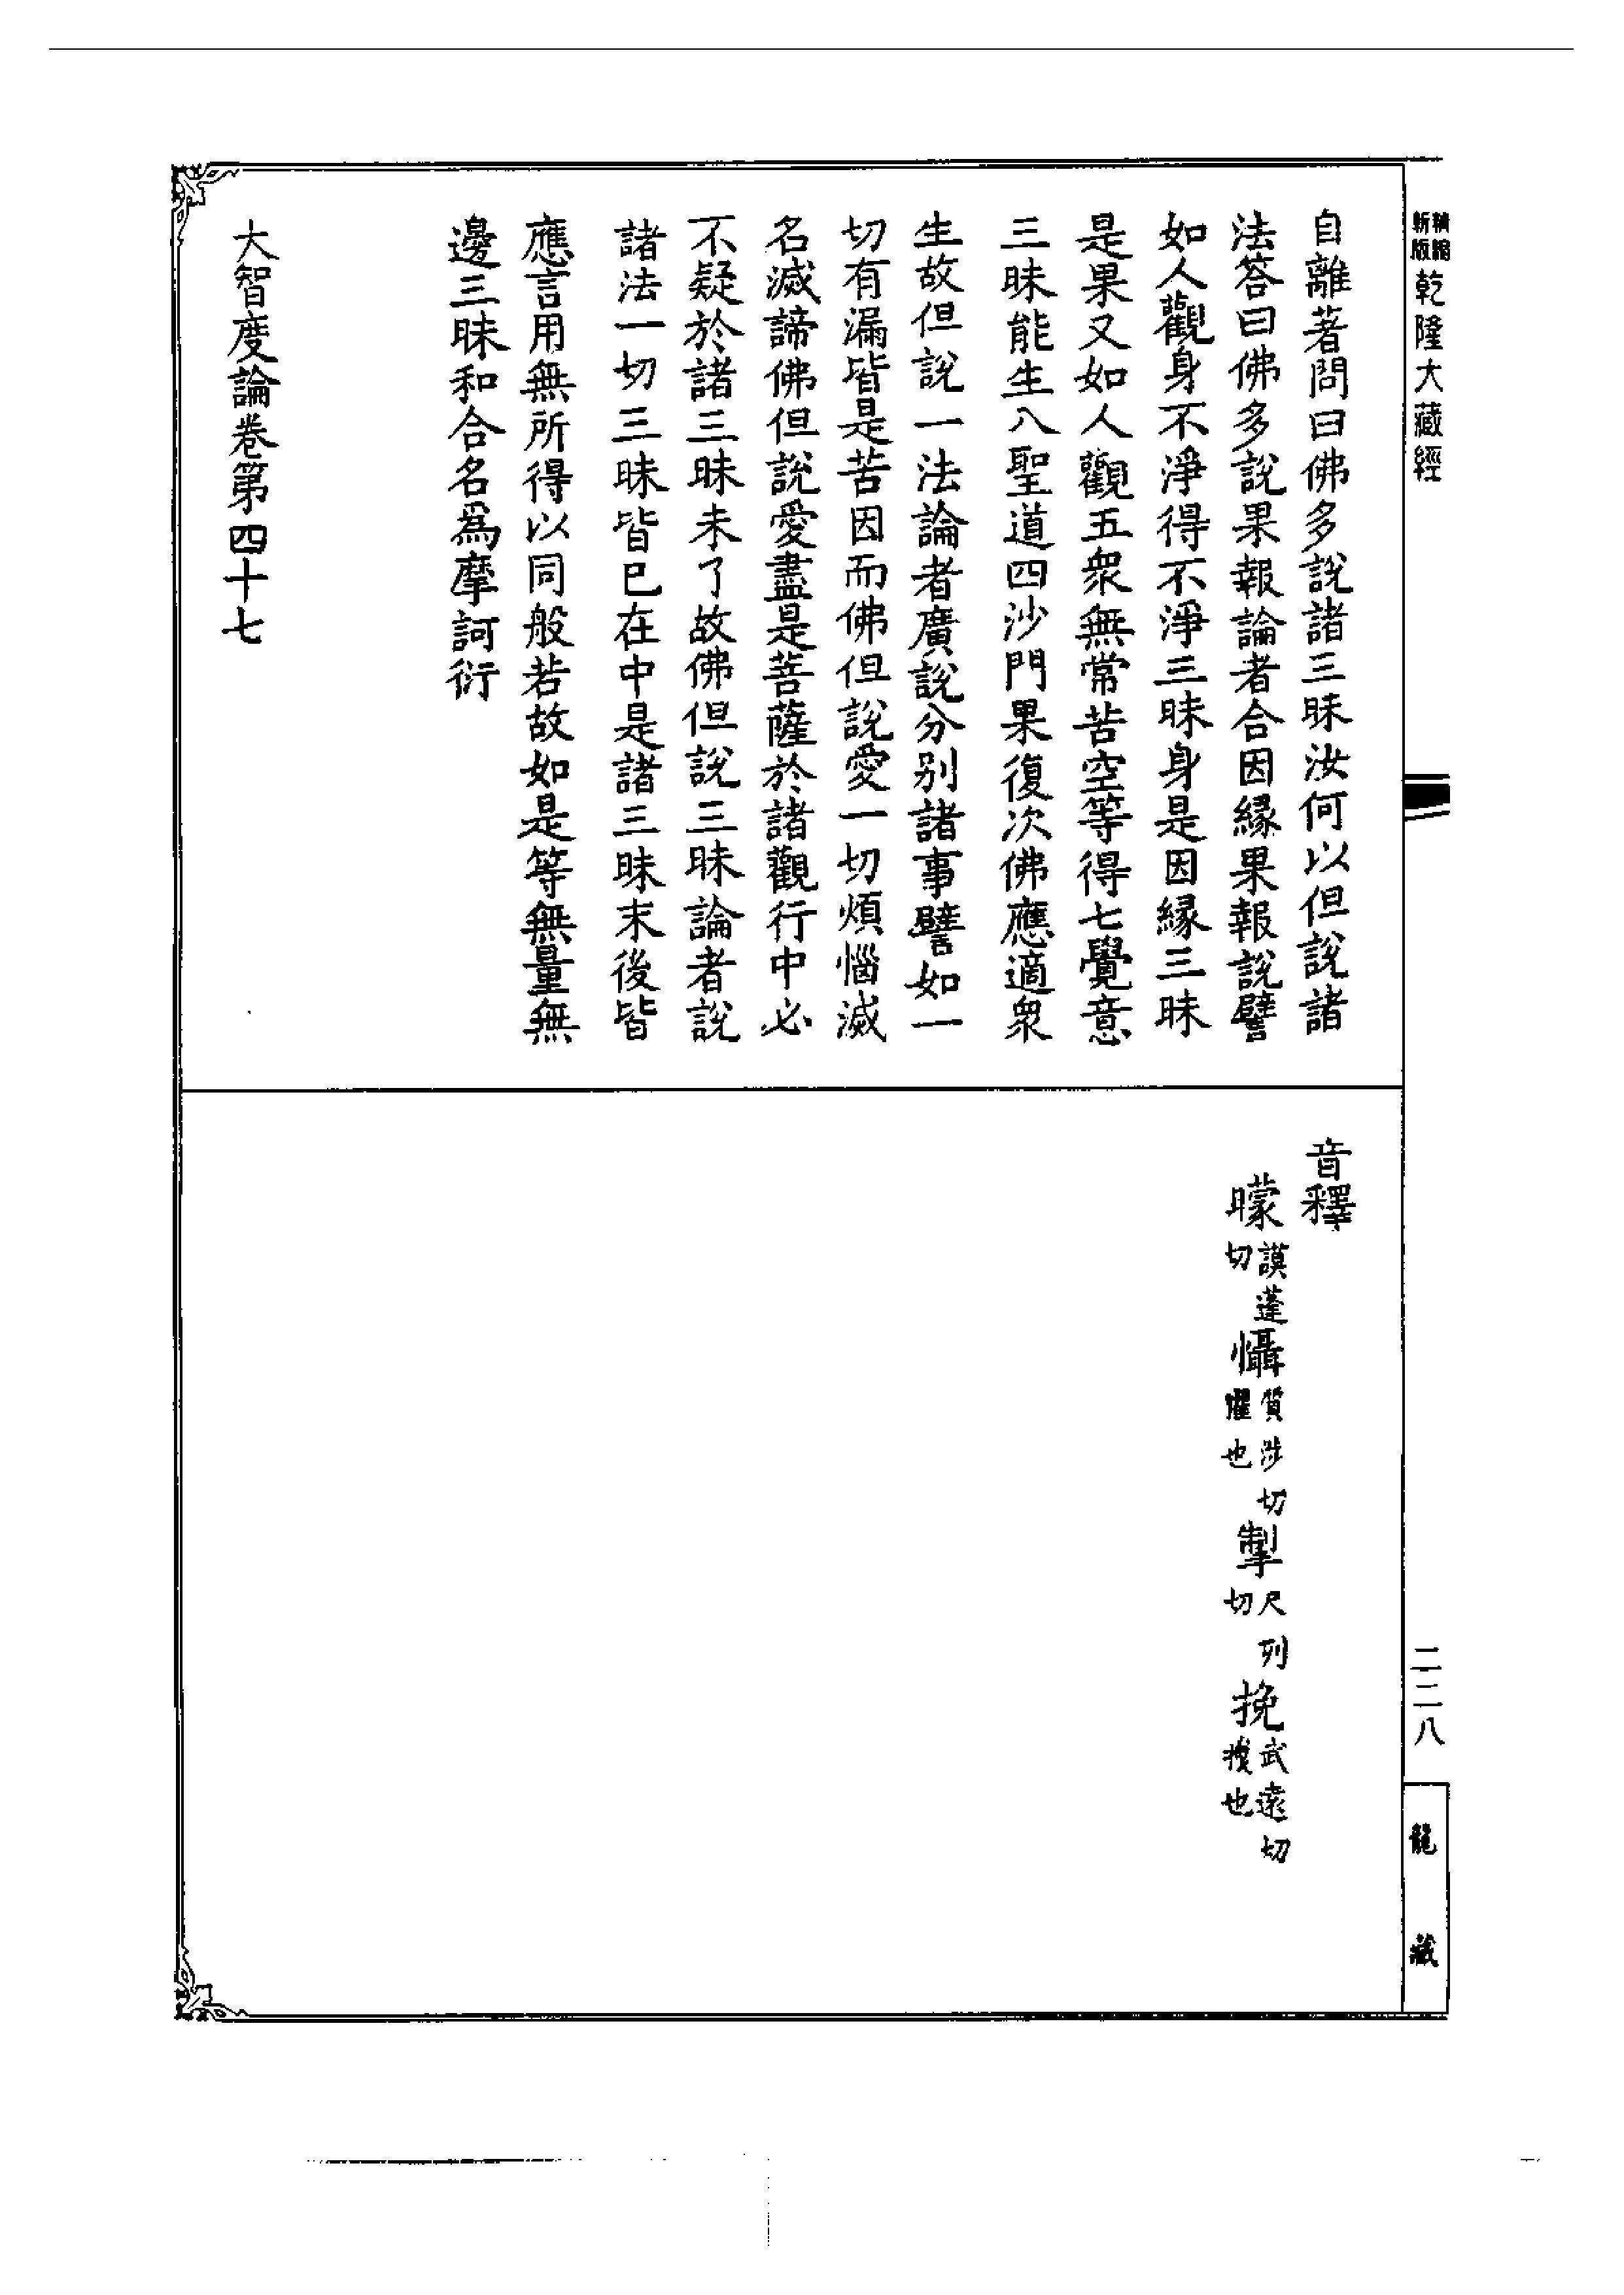 新版精縮乾隆大藏經
自離著問曰佛多說諸三昧汝何以但說諸
法答曰佛多說果報論者合因緣果報說譬
如人觀身不淨得不淨三昧身是因緣三昧
是果又如人觀五眾無常苦空等得七覺意
三昧能生八聖道四沙門果復次佛應適眾
生故但說一法論者廣說分别諸事譬如一
切有漏皆是苦因而佛但說愛一切煩惱滅
名滅諦佛但說愛盡是菩薩於諸觀行中必
不疑於諸三昧未了故佛但說三昧論者說
諸法一切三昧皆已在中是諸三昧末後皆
應言用無所得以同般若故如是等無量無
邊三昧和合名為摩訶衍
大智度論卷第四十七
音釋
矇謨蓬切懾質涉切懼也掣尺列切挽武遠切
二二八
龍藏